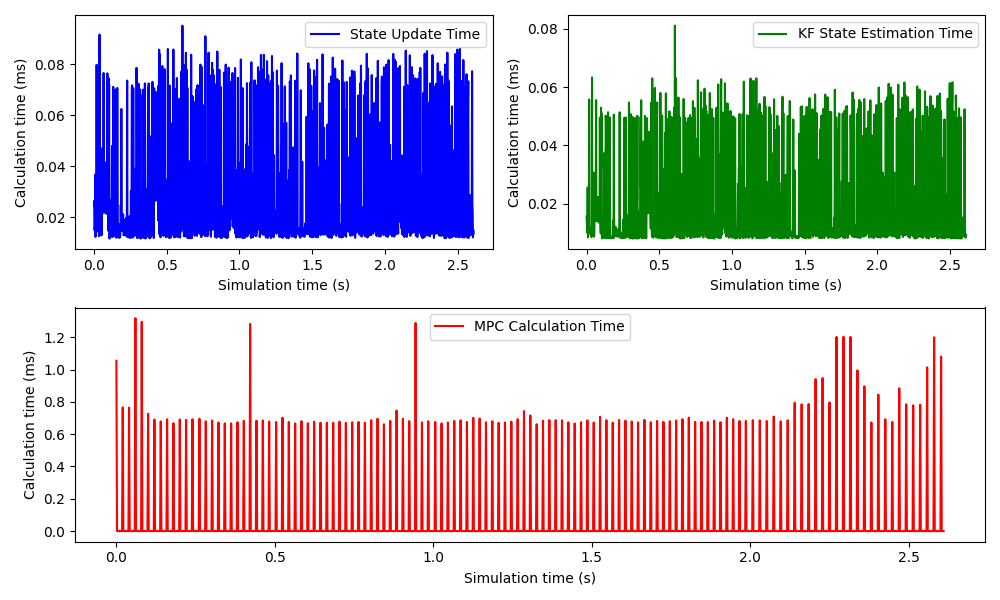 State Update Time
Calculation time (ms)
0.08
0.06
0.04
0.02
0.0 0.5 1.0 1.5 2.0 2.5
Simulation time (s)
KF State Estimation Time
Calculation time (ms)
0.08
0.06
0.04
0.02
0.0 0.5 1.0 1.5 2.0 2.5
Simulation time (s)
MPC Calculation Time
Calculation time (ms)
1.2
1.0
0.8
0.6
0.4
0.2
0.0
0.0 0.5 1.0 1.5 2.0 2.5
Simulation time (s)